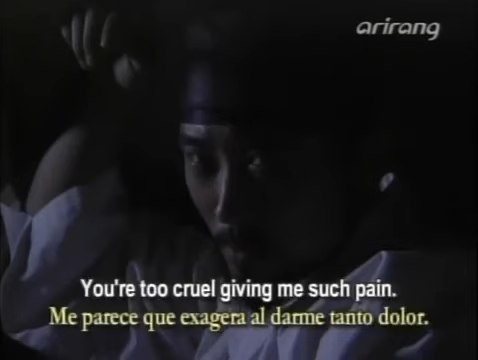 arirang
You're too cruel giving me such pain.
Me parece que exagera al darme tanto dolor.